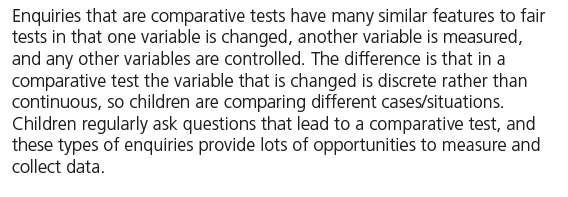 Enquiries that are comparative tests have many similar features to fair
tests in that one variable is changed, another variable is measured,
and any other variables are controlled. The difference is that in a
comparative test the variable that is changed is discrete rather than
continuous, so children are comparing different cases/situations.
Children regularly ask questions that lead to a comparative test, and
these types of enquiries provide lots of opportunities to measure and
collect data.